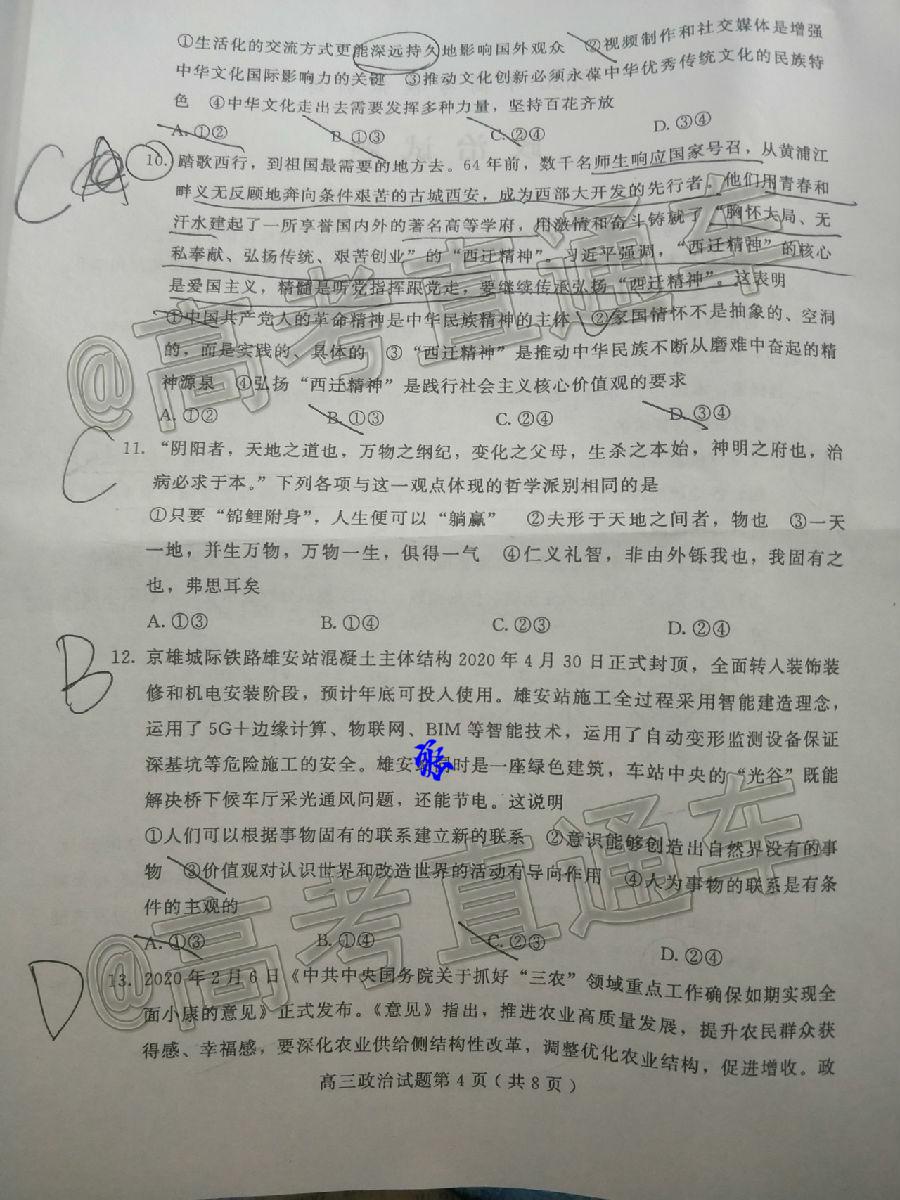 ①生活化的交流方式更能深远持久地影响国外观众 ②视频制作和社交媒体是增强
中华文化国际影响力的关键 ③推动文化创新必须永葆中华优秀传统文化的民族特
色 ④中华文化走出去需要发挥多种力量，坚持百花齐放
A. ①② B. ①③ C. ②④ D. ③④
C
10. 踏歌西行，到祖国最需要的地方去。64年前，数千名师生响应国家号召，从黄浦江
畔义无反顾地奔向条件艰苦的古城西安，成为西部大开发的先行者。他们用青春和
汗水建起了一所享誉国内外的著名高等学府，用激情和奋斗铸就了“胸怀大局、无
私奉献、弘扬传统、艰苦创业”的“西迁精神”。习近平强调，“西迁精神”的核心
是爱国主义，精髓是听党指挥跟党走，要继续传承弘扬“西迁精神”。这表明
①中国共产党人的革命精神是中华民族精神的主体 ②家国情怀不是抽象的、空洞
的，而是实践的、具体的 ③“西迁精神”是推动中华民族不断从磨难中奋起的精
神源泉 ④弘扬“西迁精神”是践行社会主义核心价值观的要求
A. ①② B. ①③ C. ②④ D. ③④
C
11. “阴阳者，天地之道也，万物之纲纪，变化之父母，生杀之本始，神明之府也，治
病必求于本。”下列各项与这一观点体现的哲学派别相同的是
①只要“锦鲤附身”，人生便可以“躺赢” ②夫形于天地之间者，物也 ③一天
一地，并生万物，万物一生，俱得一气 ④仁义礼智，非由外铄我也，我固有之
也，弗思耳矣
A. ①③ B. ①④ C. ②③ D. ②④
B
12. 京雄城际铁路雄安站混凝土主体结构2020年4月30日正式封顶，全面转入装饰装
修和机电安装阶段，预计年底可投入使用。雄安站施工全过程采用智能建造理念，
运用了5G+边缘计算、物联网、BIM等智能技术，运用了自动变形监测设备保证
深基坑等危险施工的安全。雄安时是一座绿色建筑，车站中央的“光谷”既能
解决桥下候车厅采光通风问题，还能节电。这说明
①人们可以根据事物固有的联系建立新的联系 ②意识能够创造出自然界没有的事
物 ③价值观对认识世界和改造世界的活动有导向作用 ④人为事物的联系是有条
件的主观的
A. ①③ B. ①④ C. ②③ D. ②④
D
13. 2020年2月6日《中共中央国务院关于抓好“三农”领域重点工作确保如期实现全
面小康的意见》正式发布。《意见》指出，推进农业高质量发展，提升农民群众获
得感、幸福感，要深化农业供给侧结构性改革，调整优化农业结构，促进增收。政
高三政治试题第4页（共8页）
@高考直通车
@高考直通车